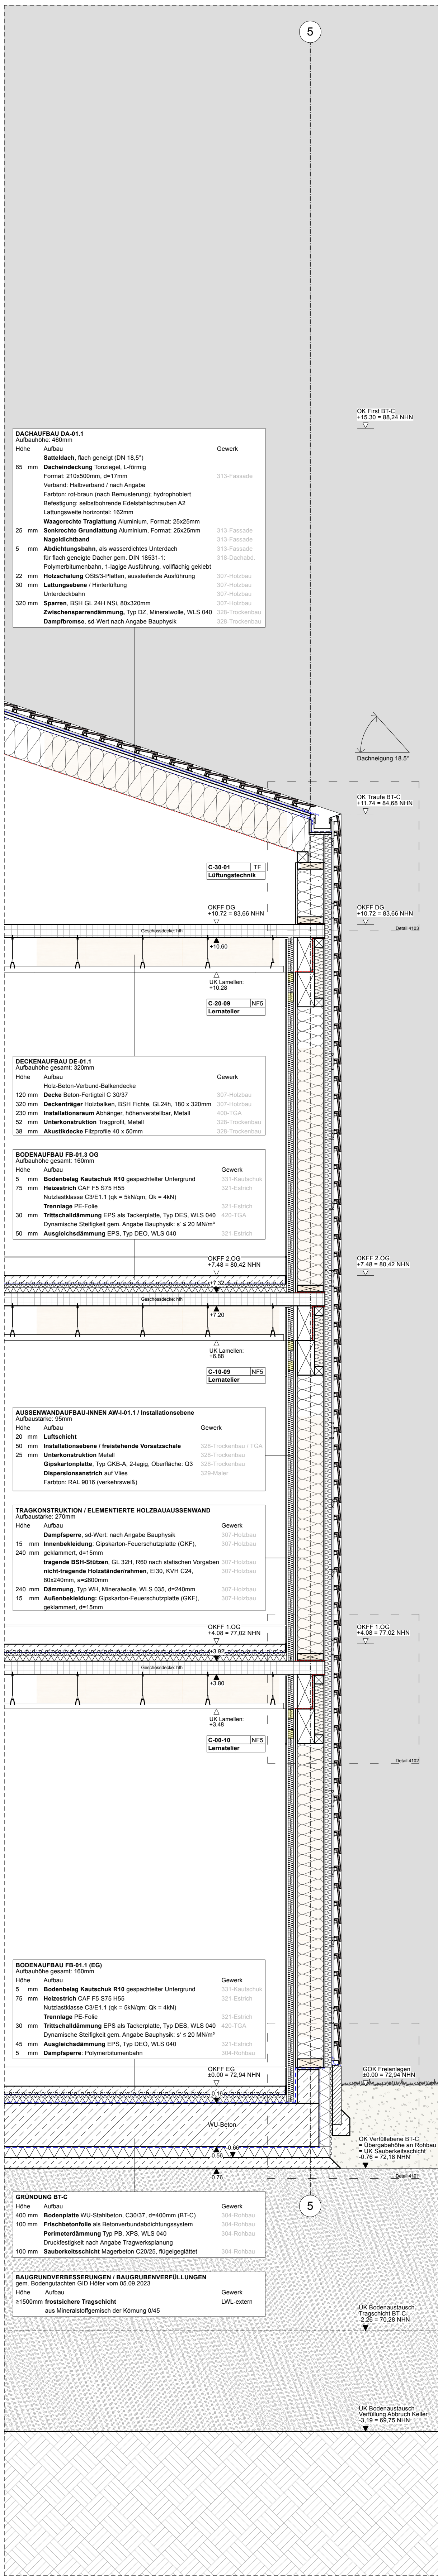 5
OK First BT-C
+15.30 = 88,24 NHN
DACHAUFBAU DA-01.1
Aufbauhöhe: 460mm
Höhe Aufbau Gewerk
Satteldach, flach geneigt (DN 18,5°)
65 mm Dacheindeckung Tonziegel, L-förmig
Format: 210x500mm, d=17mm 313-Fassade
Verband: Halbverband / nach Angabe
Farbton: rot-braun (nach Bemusterung); hydrophobiert
Befestigung: selbstbohrende Edelstahlschrauben A2
Lattungsweite horizontal: 162mm
Waagerechte Traglattung Aluminium, Format: 25x25mm
25 mm Senkrechte Grundlattung Aluminium, Format: 25x25mm 313-Fassade
Nageldichtband 313-Fassade
5 mm Abdichtungsbahn, als wasserdichtes Unterdach 313-Fassade
für flach geneigte Dächer gem. DIN 18531-1: 318-Dachabd.
Polymerbitumenbahn, 1-lagige Ausführung, vollflächig geklebt
22 mm Holzschalung OSB/3-Platten, aussteifende Ausführung 307-Holzbau
30 mm Lattungsebene / Hinterlüftung 307-Holzbau
Unterdeckbahn 307-Holzbau
320 mm Sparren, BSH GL 24H NSi, 80x320mm 307-Holzbau
Zwischensparrendämmung, Typ DZ, Mineralwolle, WLS 040 328-Trockenbau
Dampfbremse, sd-Wert nach Angabe Bauphysik 328-Trockenbau
Dachneigung 18.5°
OK Traufe BT-C
+11.74 = 84,68 NHN
C-30-01 TF
Lüftungstechnik
OKFF DG
+10.72 = 83,66 NHN
OKFF DG
+10.72 = 83,66 NHN
Detail 4103
Geschossdecke: hfh
+10.60
UK Lamellen:
+10.28
C-20-09 NF5
Lernatelier
DECKENAUFBAU DE-01.1
Aufbauhöhe gesamt: 320mm
Höhe Aufbau Gewerk
Holz-Beton-Verbund-Balkendecke
120 mm Decke Beton-Fertigteil C 30/37 307-Holzbau
320 mm Deckenträger Holzbalken, BSH Fichte, GL24h, 180 x 320mm 307-Holzbau
230 mm Installationsraum Abhänger, höhenverstellbar, Metall 400-TGA
52 mm Unterkonstruktion Tragprofil, Metall 328-Trockenbau
38 mm Akustikdecke Filzprofile 40 x 50mm 328-Trockenbau
BODENAUFBAU FB-01.3 OG
Aufbauhöhe gesamt: 160mm
Höhe Aufbau Gewerk
5 mm Bodenbelag Kautschuk R10 gespachtelter Untergrund 331-Kautschuk
75 mm Heizestrich CAF F5 S75 H55 321-Estrich
Nutzlastklasse C3/E1.1 (qk = 5kN/qm; Qk = 4kN)
Trennlage PE-Folie 321-Estrich
30 mm Trittschalldämmung EPS als Tackerplatte, Typ DES, WLS 040 420-TGA
Dynamische Steifigkeit gem. Angabe Bauphysik: s' ≤ 20 MN/m³
50 mm Ausgleichsdämmung EPS, Typ DEO, WLS 040 321-Estrich
OKFF 2.OG
+7.48 = 80,42 NHN
OKFF 2.OG
+7.48 = 80,42 NHN
+7.32
Geschossdecke: hfh
+7.20
UK Lamellen:
+6.88
C-10-09 NF5
Lernatelier
AUSSENWANDAUFBAU-INNEN AW-I-01.1 / Installationsebene
Aufbaustärke: 95mm
Höhe Aufbau Gewerk
20 mm Luftschicht
50 mm Installationsebene / freistehende Vorsatzschale 328-Trockenbau / TGA
25 mm Unterkonstruktion Metall 328-Trockenbau
Gipskartonplatte, Typ GKB-A, 2-lagig, Oberfläche: Q3 328-Trockenbau
Dispersionsanstrich auf Vlies 329-Maler
Farbton: RAL 9016 (verkehrsweiß)
TRAGKONSTRUKTION / ELEMENTIERTE HOLZBAUAUSSENWAND
Aufbaustärke: 270mm
Höhe Aufbau Gewerk
Dampfsperre, sd-Wert: nach Angabe Bauphysik 307-Holzbau
15 mm Innenbekleidung: Gipskarton-Feuerschutzplatte (GKF), 307-Holzbau
240 mm geklammert, d=15mm
tragende BSH-Stützen, GL 32H, R60 nach statischen Vorgaben 307-Holzbau
nicht-tragende Holzständer/rahmen, EI30, KVH C24, 307-Holzbau
80x240mm, a=≤600mm
240 mm Dämmung, Typ WH, Mineralwolle, WLS 035, d=240mm 307-Holzbau
15 mm Außenbekleidung: Gipskarton-Feuerschutzplatte (GKF), 307-Holzbau
geklammert, d=15mm
OKFF 1.OG
+4.08 = 77,02 NHN
OKFF 1.OG
+4.08 = 77,02 NHN
+3.92
Geschossdecke: hfh
+3.80
UK Lamellen:
+3.48
C-00-10 NF5
Lernatelier
Detail 4102
BODENAUFBAU FB-01.1 (EG)
Aufbauhöhe gesamt: 160mm
Höhe Aufbau Gewerk
5 mm Bodenbelag Kautschuk R10 gespachtelter Untergrund 331-Kautschuk
75 mm Heizestrich CAF F5 S75 H55 321-Estrich
Nutzlastklasse C3/E1.1 (qk = 5kN/qm; Qk = 4kN)
Trennlage PE-Folie 321-Estrich
30 mm Trittschalldämmung EPS als Tackerplatte, Typ DES, WLS 040 420-TGA
Dynamische Steifigkeit gem. Angabe Bauphysik: s' ≤ 20 MN/m³
45 mm Ausgleichsdämmung EPS, Typ DEO, WLS 040 321-Estrich
5 mm Dampfsperre: Polymerbitumenbahn 304-Rohbau
OKFF EG
±0.00 = 72,94 NHN
GOK Freianlagen
±0.00 = 72,94 NHN
-0.16
WU-Beton
-0.66
-0.56
-0.76
OK Verfüllebene BT-C
= Übergabehöhe an Rohbau
= UK Sauberkeitsschicht
-0.76 = 72,18 NHN
Detail 4101
5
GRÜNDUNG BT-C
Höhe Aufbau Gewerk
400 mm Bodenplatte WU-Stahlbeton, C30/37, d=400mm (BT-C) 304-Rohbau
100 mm Frischbetonfolie als Betonverbundabdichtungssystem 304-Rohbau
Perimeterdämmung Typ PB, XPS, WLS 040 304-Rohbau
Druckfestigkeit nach Angabe Tragwerksplanung
100 mm Sauberkeitsschicht Magerbeton C20/25, flügelgeglättet 304-Rohbau
BAUGRUNDVERBESSERUNGEN / BAUGRUBENVERFÜLLUNGEN
gem. Bodengutachten GID Höfer vom 05.09.2023
Höhe Aufbau Gewerk
≥1500mm frostsichere Tragschicht LWL-extern
aus Mineralstoffgemisch der Körnung 0/45
UK Bodenaustausch
Tragschicht BT-C
-2.26 = 70,28 NHN
UK Bodenaustausch
Verfüllung Abbruch Keller
-3.19 = 69,75 NHN